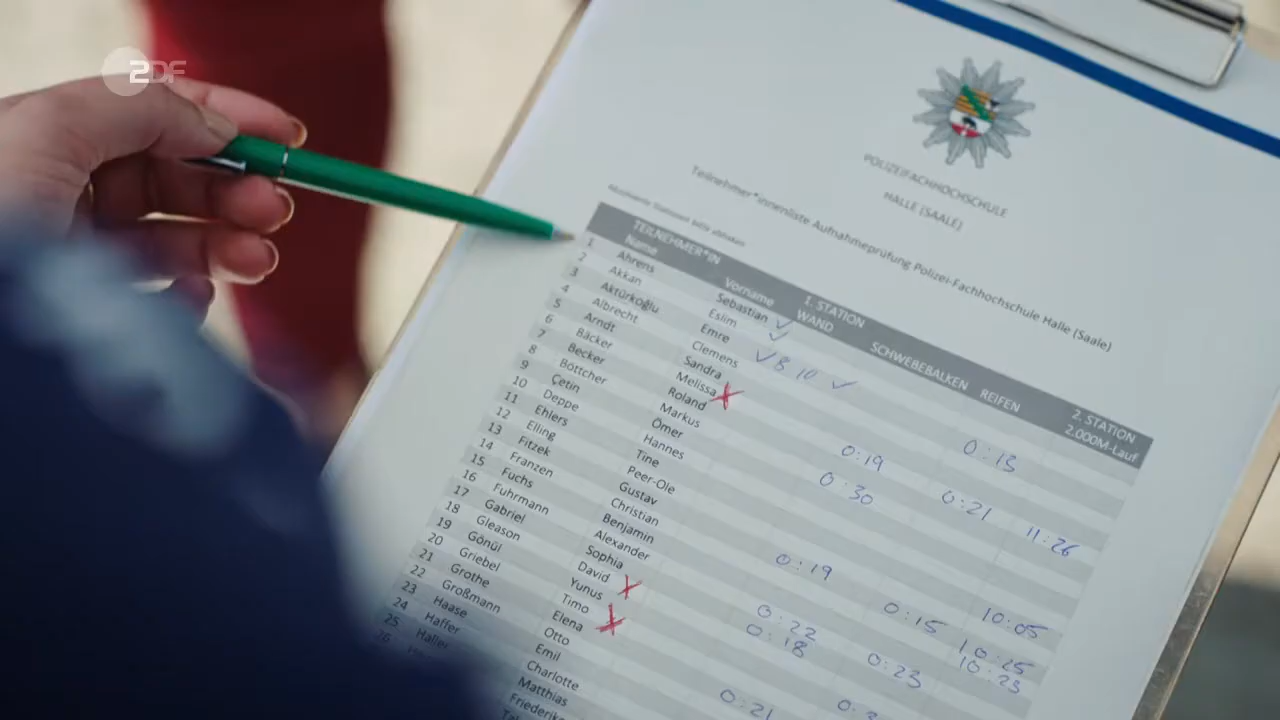 ZDF
POLIZEIFACHHOCHSCHULE
HALLE (SAALE)
Teilnehmer*innenliste Aufnahmeprüfung Polizei-Fachhochschule Halle (Saale)
TEILNEHMER*IN 1. STATION 2. STATION
Name Vorname WAND SCHWEBEBALKEN REIFEN 2.000M-Lauf
1 Ahrens Sebastian
2 Akkan Eslim
3 Aktürkoğlu Emre
4 Albrecht Clemens
5 Arndt Sandra
6 Bäcker Melissa
7 Becker Roland
8 Böttcher Markus
9 Çetin Ömer
10 Deppe Hannes
11 Ehlers Tine
12 Elling Peer-Ole
13 Fitzek Gustav
14 Franzen Christian
15 Fuchs Benjamin
16 Fuhrmann Alexander
17 Gabriel Sophia
18 Gleason David
19 Gönül Yunus
20 Griebel Timo
21 Grothe Elena
22 Großmann Otto
23 Haase Emil
24 Haffer Charlotte
25 Haller Matthias
26 Friederike
B 10
0:19 0:13
0:30 0:21 11:26
0:19 0:15 10:05
0:22 10:25
0:18 0:23 10:23
0:21